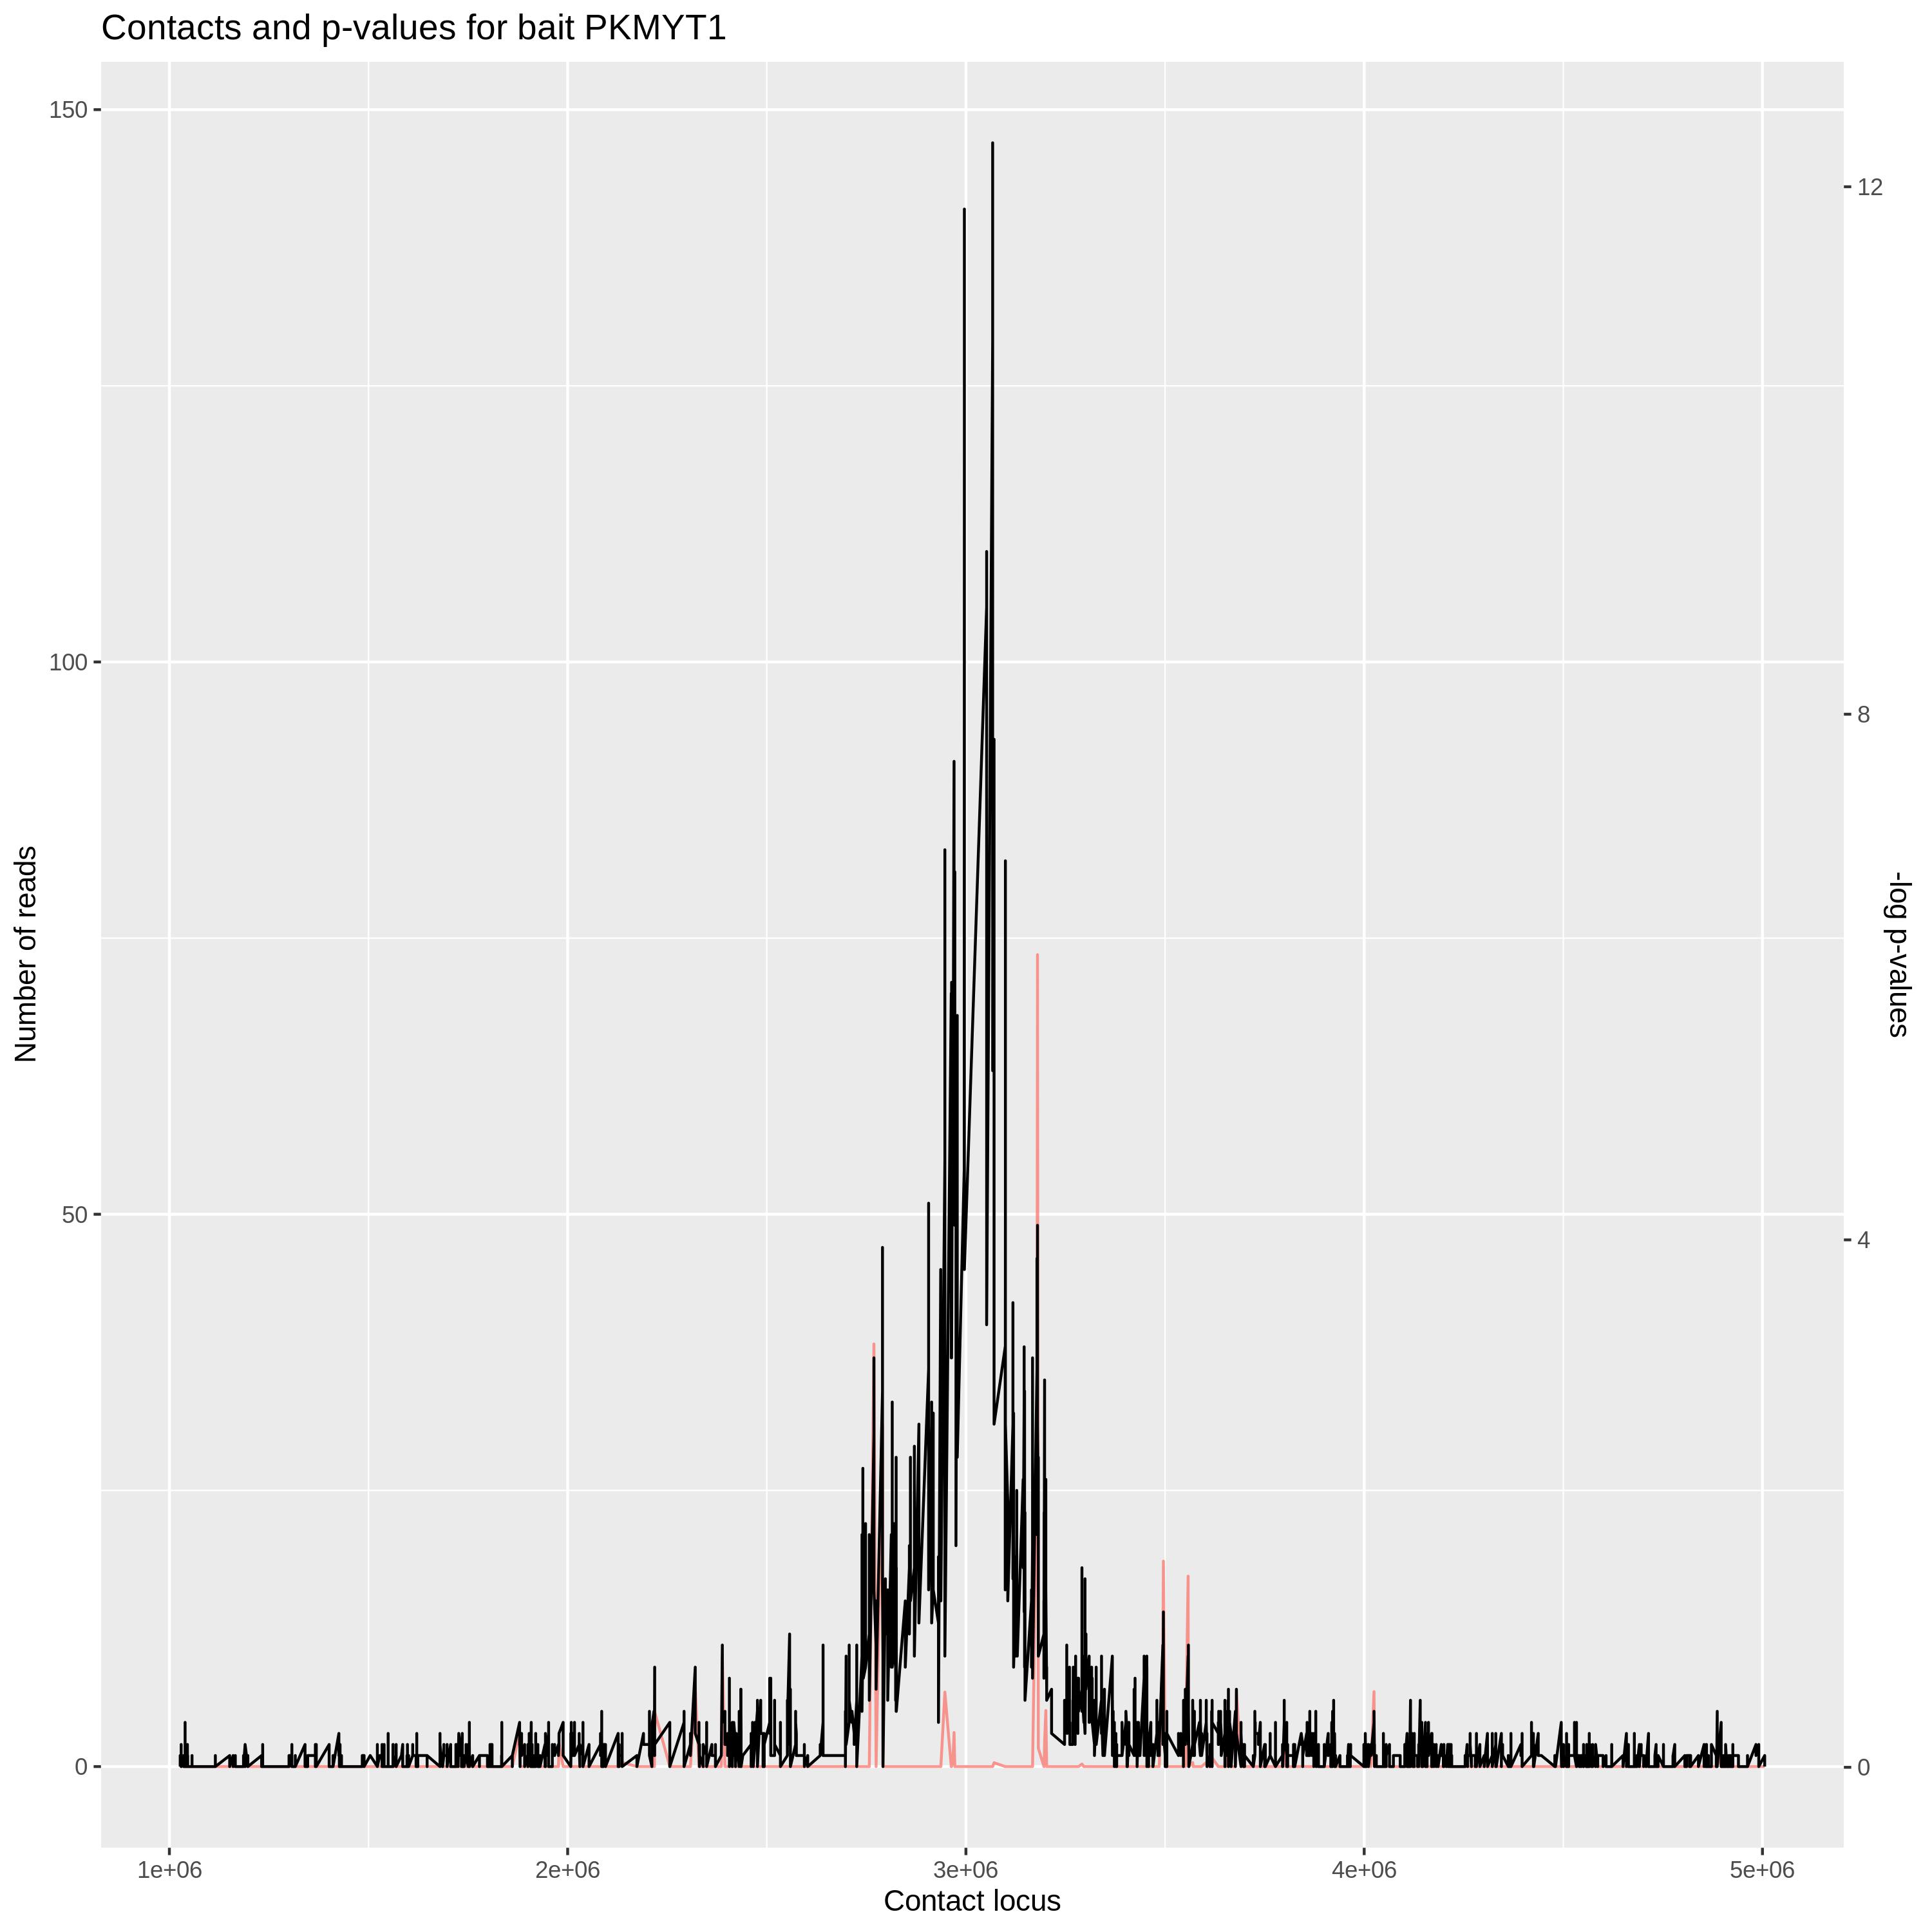 Contacts and p-values for bait PKMYT1
150
100
50
0
Number of reads
12
8
4
0
-log p-values
1e+06 2e+06 3e+06 4e+06 5e+06
Contact locus